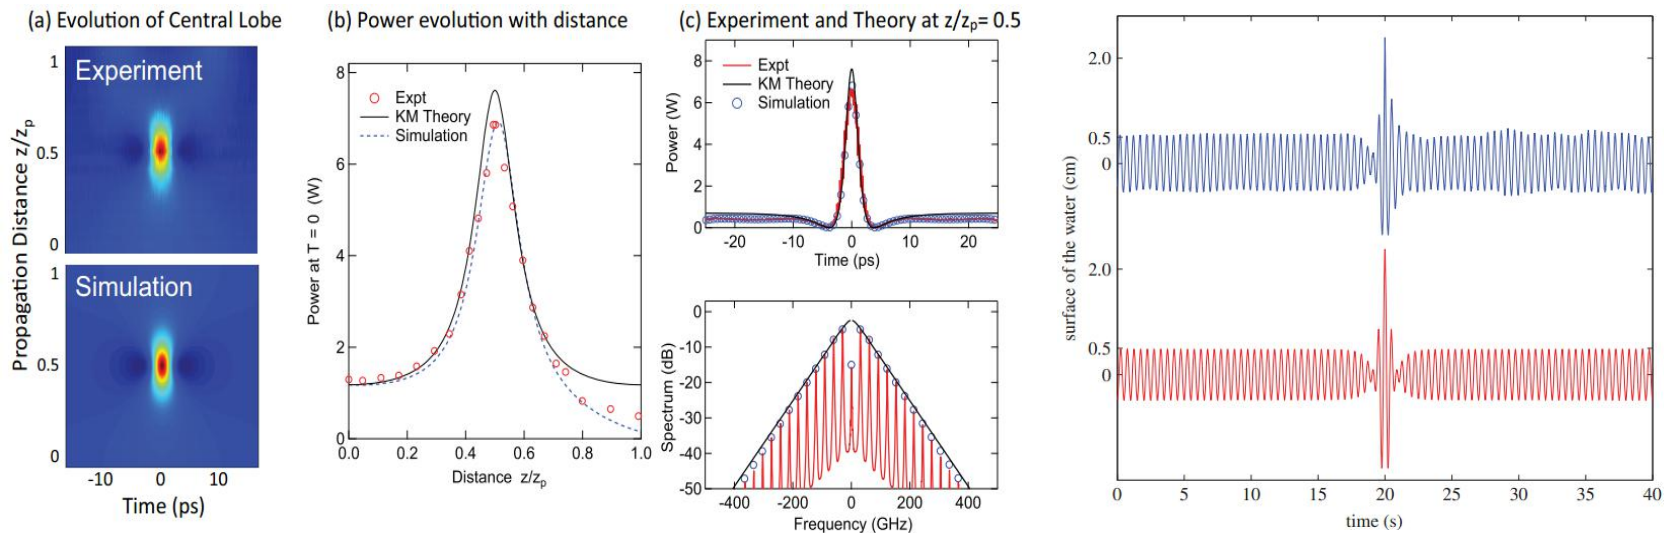 (a) Evolution of Central Lobe
Experiment
1
0.5
0
Simulation
1
0.5
0
-10 0 10
Time (ps)
Propagation Distance z/zp
(b) Power evolution with distance
Expt
KM Theory
Simulation
8
6
4
2
0
0.0 0.2 0.4 0.6 0.8 1.0
Distance z/zp
Power at T = 0 (W)
(c) Experiment and Theory at z/zp= 0.5
Expt
KM Theory
Simulation
8
6
4
2
0
-20 -10 0 10 20
Time (ps)
Power (W)
0
-10
-20
-30
-40
-50
-400 -200 0 200 400
Frequency (GHz)
Spectrum (dB)
2.0
0.5
0
2.0
0.5
0
0 5 10 15 20 25 30 35 40
time (s)
surface of the water (cm)